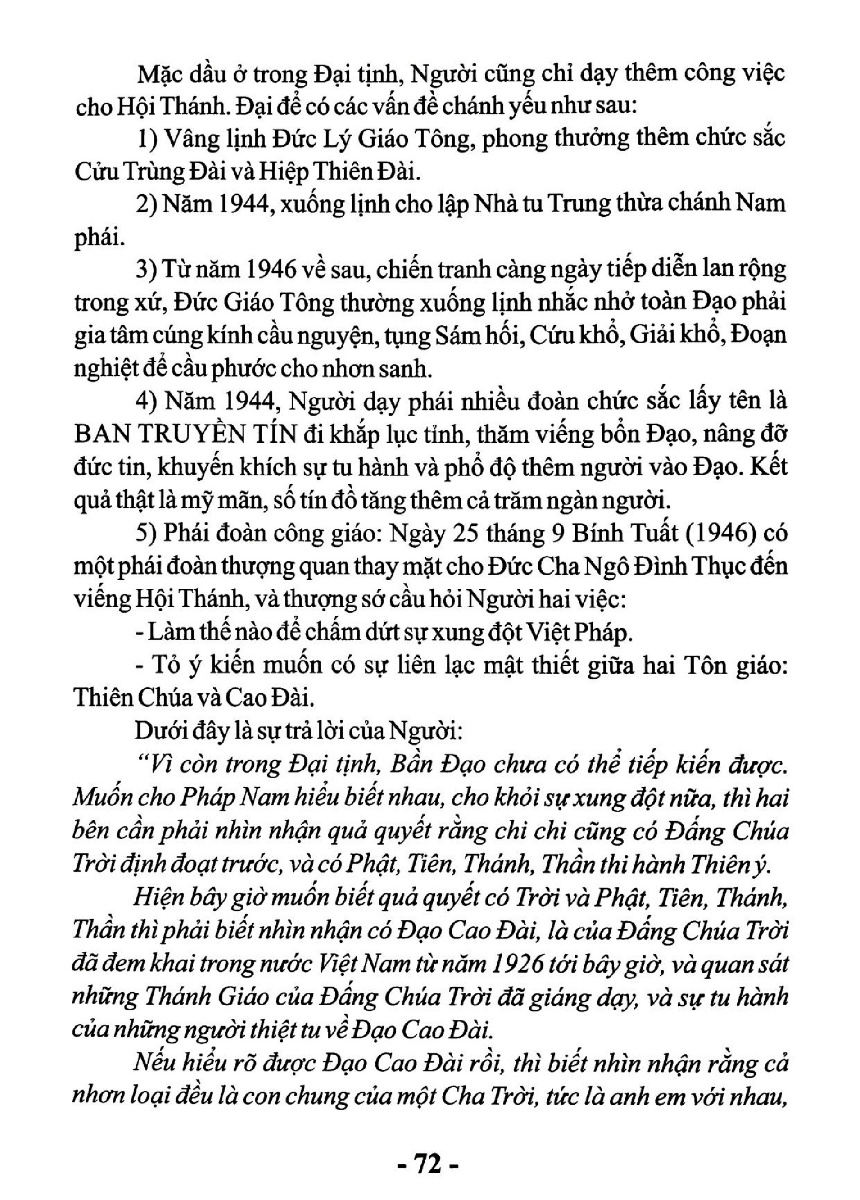 Mặc dầu ở trong Đại tịnh, Người cũng chỉ dạy thêm công việc
cho Hội Thánh. Đại để có các vấn đề chánh yếu như sau:
1) Vâng lịnh Đức Lý Giáo Tông, phong thưởng thêm chức sắc
Cửu Trùng Đài và Hiệp Thiên Đài.
2) Năm 1944, xuống lịnh cho lập Nhà tu Trung thừa chánh Nam
phái.
3) Từ năm 1946 về sau, chiến tranh càng ngày tiếp diễn lan rộng
trong xứ, Đức Giáo Tông thường xuống lịnh nhắc nhở toàn Đạo phải
gia tâm cúng kính cầu nguyện, tụng Sám hối, Cứu khổ, Giải khổ, Đoạn
nghiệt để cầu phước cho nhơn sanh.
4) Năm 1944, Người dạy phái nhiều đoàn chức sắc lấy tên là
BAN TRUYỀN TÍN đi khắp lục tỉnh, thăm viếng bổn Đạo, nâng đỡ
đức tin, khuyến khích sự tu hành và phổ độ thêm người vào Đạo. Kết
quả thật là mỹ mãn, số tín đồ tăng thêm cả trăm ngàn người.
5) Phái đoàn công giáo: Ngày 25 tháng 9 Bính Tuất (1946) có
một phái đoàn thượng quan thay mặt cho Đức Cha Ngô Đình Thục đến
viếng Hội Thánh, và thượng sớ cầu hỏi Người hai việc:
- Làm thế nào để chấm dứt sự xung đột Việt Pháp.
- Tỏ ý kiến muốn có sự liên lạc mật thiết giữa hai Tôn giáo:
Thiên Chúa và Cao Đài.
Dưới đây là sự trả lời của Người:
“Vì còn trong Đại tịnh, Bần Đạo chưa có thể tiếp kiến được.
Muốn cho Pháp Nam hiểu biết nhau, cho khỏi sự xung đột nữa, thì hai
bên cần phải nhìn nhận quả quyết rằng chi chi cũng có Đấng Chúa
Trời định đoạt trước, và có Phật, Tiên, Thánh, Thần thi hành Thiên ý.
Hiện bây giờ muốn biết quả quyết có Trời và Phật, Tiên, Thánh,
Thần thì phải biết nhìn nhận có Đạo Cao Đài, là của Đấng Chúa Trời
đã đem khai trong nước Việt Nam từ năm 1926 tới bây giờ, và quan sát
những Thánh Giáo của Đấng Chúa Trời đã giáng dạy, và sự tu hành
của những người thiệt tu về Đạo Cao Đài.
Nếu hiểu rõ được Đạo Cao Đài rồi, thì biết nhìn nhận rằng cả
nhơn loại đều là con chung của một Cha Trời, tức là anh em với nhau,
- 72 -